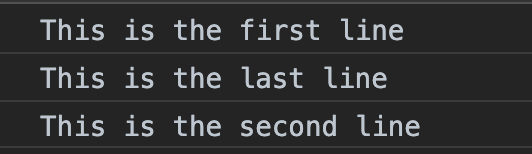 This is the first line
This is the last line
This is the second line